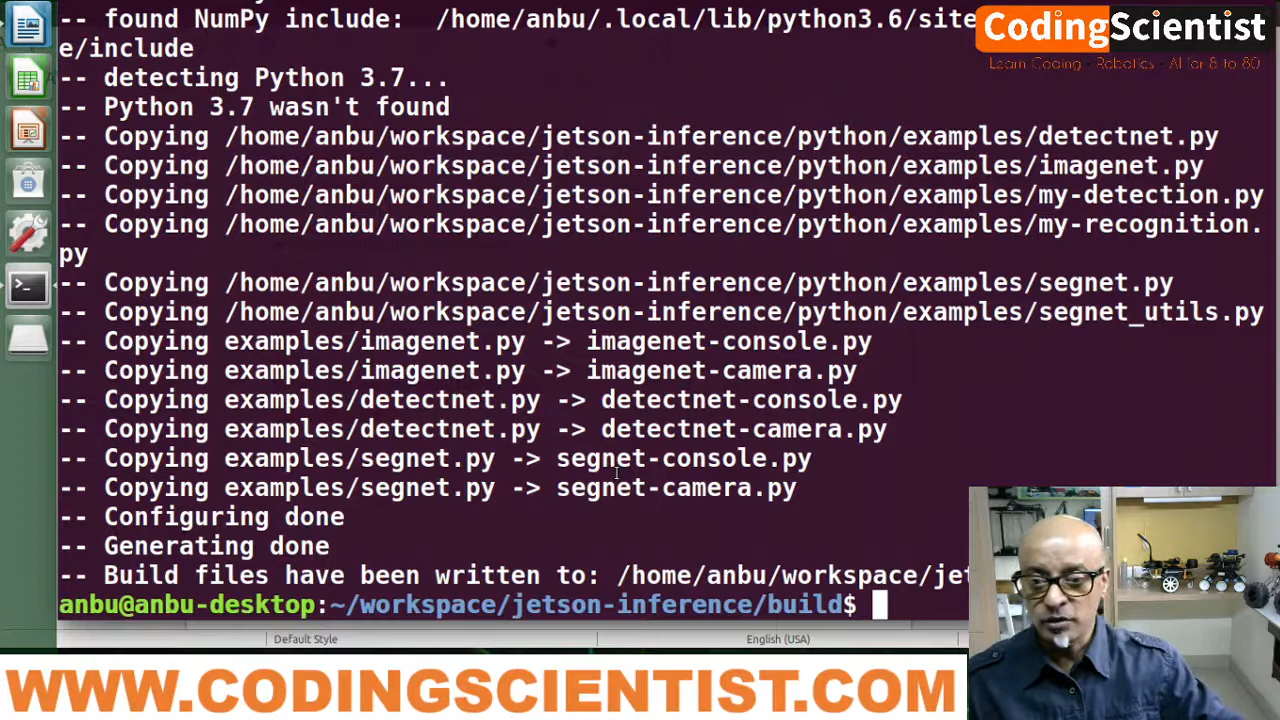 -- found NumPy include:  /home/anbu/.local/lib/python3.6/site
e/include
-- detecting Python 3.7...
-- Python 3.7 wasn't found
-- Copying /home/anbu/workspace/jetson-inference/python/examples/detectnet.py
-- Copying /home/anbu/workspace/jetson-inference/python/examples/imagenet.py
-- Copying /home/anbu/workspace/jetson-inference/python/examples/my-detection.py
-- Copying /home/anbu/workspace/jetson-inference/python/examples/my-recognition.
py
-- Copying /home/anbu/workspace/jetson-inference/python/examples/segnet.py
-- Copying /home/anbu/workspace/jetson-inference/python/examples/segnet_utils.py
-- Copying examples/imagenet.py -> imagenet-console.py
-- Copying examples/imagenet.py -> imagenet-camera.py
-- Copying examples/detectnet.py -> detectnet-console.py
-- Copying examples/detectnet.py -> detectnet-camera.py
-- Copying examples/segnet.py -> segnet-console.py
-- Copying examples/segnet.py -> segnet-camera.py
-- Configuring done
-- Generating done
-- Build files have been written to: /home/anbu/workspace/jet
anbu@anbu-desktop:~/workspace/jetson-inference/build$
CodingScientist
Learn Coding - Robotics - AI for 8 to 80
Default Style
English (USA)
WWW.CODINGSCIENTIST.COM